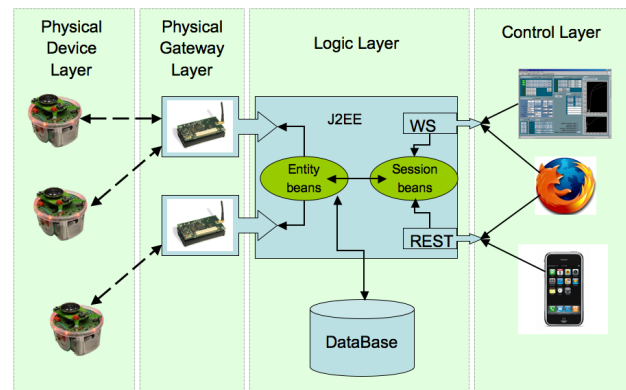 Physical
Device
Layer
Physical
Gateway
Layer
Logic Layer
Control Layer
J2EE
WS
Entity
beans
Session
beans
REST
DataBase